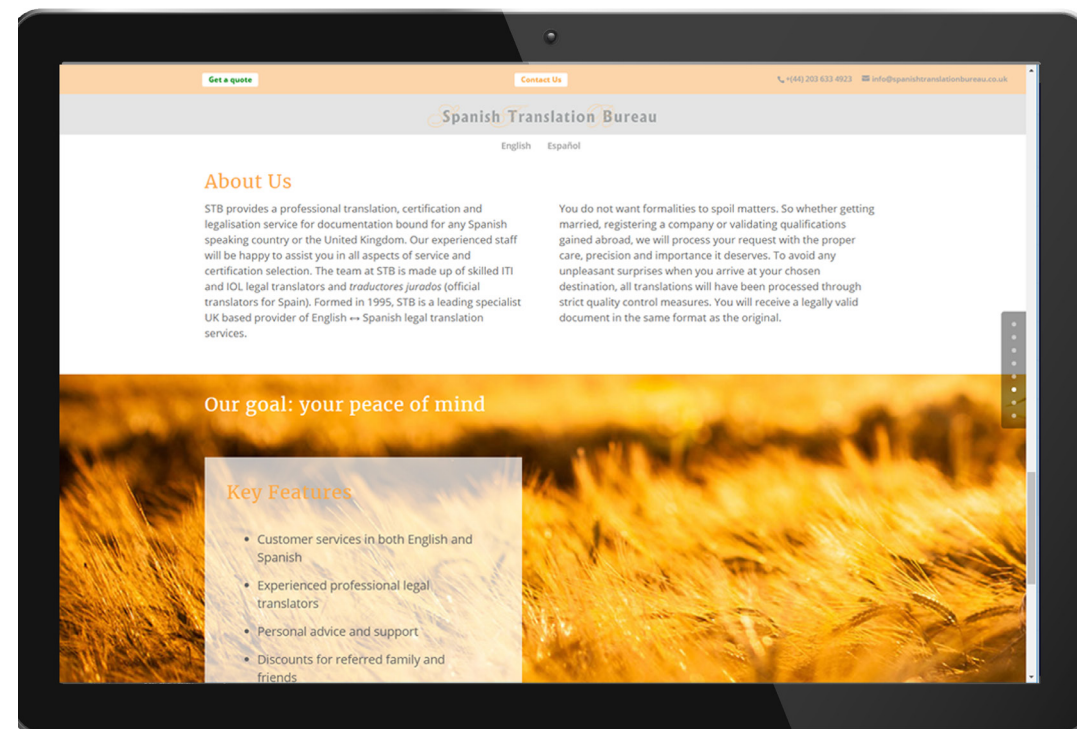 Get a quote
Contact Us
+(44) 203 633 4923
info@spanishtranslationbureau.co.uk
Spanish Translation Bureau
English Español
About Us
STB provides a professional translation, certification and
legalisation service for documentation bound for any Spanish
speaking country or the United Kingdom. Our experienced staff
will be happy to assist you in all aspects of service and
certification selection. The team at STB is made up of skilled ITI
and IOL legal translators and traductores jurados (official
translators for Spain). Formed in 1995, STB is a leading specialist
UK based provider of English ↔ Spanish legal translation
services.
You do not want formalities to spoil matters. So whether getting
married, registering a company or validating qualifications
gained abroad, we will process your request with the proper
care, precision and importance it deserves. To avoid any
unpleasant surprises when you arrive at your chosen
destination, all translations will have been processed through
strict quality control measures. You will receive a legally valid
document in the same format as the original.
Our goal: your peace of mind
Key Features
• Customer services in both English and
Spanish
• Experienced professional legal
translators
• Personal advice and support
• Discounts for referred family and
friends